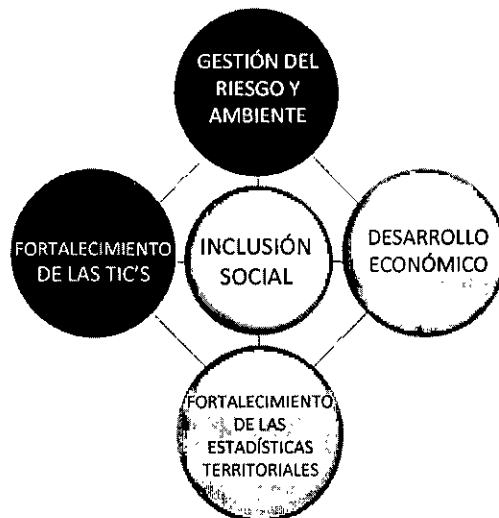 GESTIÓN DEL
RIESGO Y
AMBIENTE
FORTALECIMIENTO
DE LAS TIC'S
INCLUSIÓN
SOCIAL
DESARROLLO
ECONÓMICO
FORTALECIMIENTO
DE LAS
ESTADÍSTICAS
TERRITORIALES